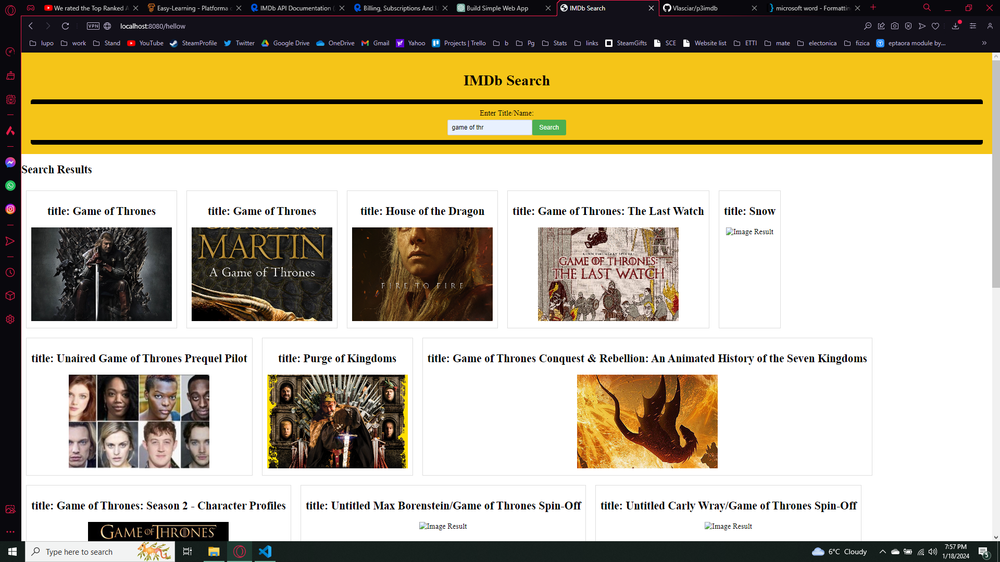 We rated the Top Ranked A
Easy-Learning - Platforma d
IMDb API Documentation (
Billing, Subscriptions And U
Build Simple Web App
IMDb Search
Vlasciar/p3imdb
microsoft word - Formattin
VPN
localhost:8080/hellow
lupo
work
Stand
YouTube
SteamProfile
Twitter
Google Drive
OneDrive
Gmail
Yahoo
Projects | Trello
b
Pg
Stats
links
SteamGifts
SCE
Website list
ETTI
mate
electonica
fizica
eptaora module by...
IMDb Search
Enter Title/Name:
game of thr
Search
Search Results
title: Game of Thrones
title: Game of Thrones
title: House of the Dragon
title: Game of Thrones: The Last Watch
title: Snow
MARTIN
A Game of Thrones
FIRE TO FIRE
A DOCUMENTARY SPECIAL
GAME OF THRONES:
THE LAST WATCH
Image Result
title: Unaired Game of Thrones Prequel Pilot
title: Purge of Kingdoms
title: Game of Thrones Conquest & Rebellion: An Animated History of the Seven Kingdoms
title: Game of Thrones: Season 2 - Character Profiles
title: Untitled Max Borenstein/Game of Thrones Spin-Off
title: Untitled Carly Wray/Game of Thrones Spin-Off
GAME OF THRONES
Image Result
Image Result
Type here to search
6°C Cloudy
7:57 PM
1/18/2024
5